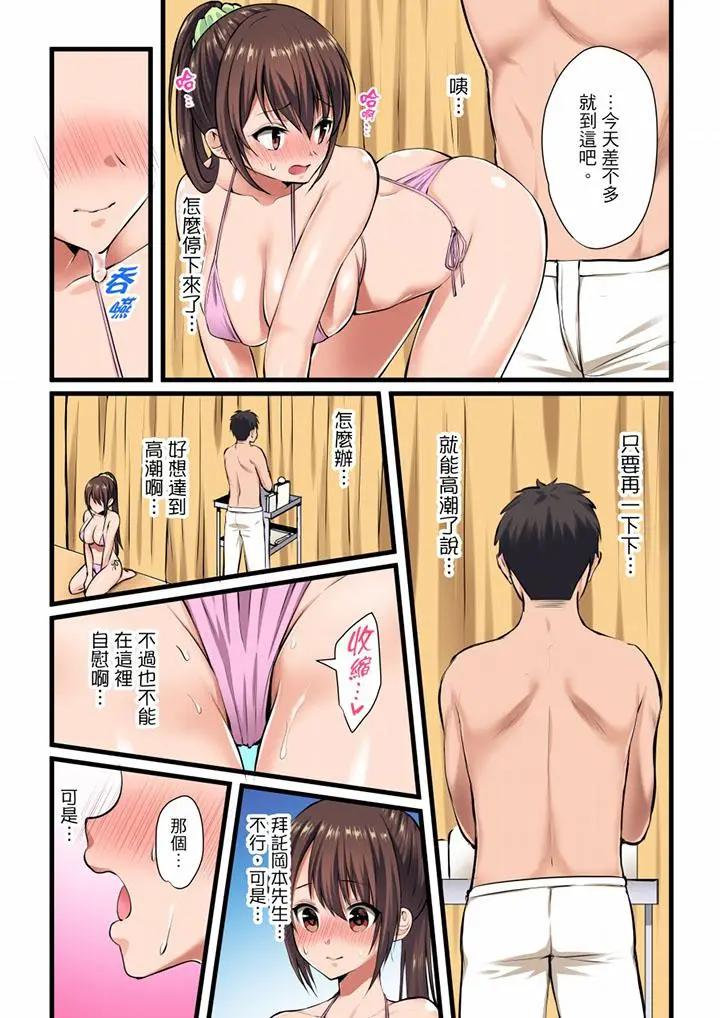 …今天差不多
就到這吧。
咦…
哈♡
哈啊♡
怎麼停下來了…
吞嚥
只要再一下下…
就能高潮了說…
怎麼辦…
好想達到
高潮啊…
收縮♡
不過也不能
在這裡
自慰啊…
拜託岡本先生…
不行。可是…
那個…
可是…